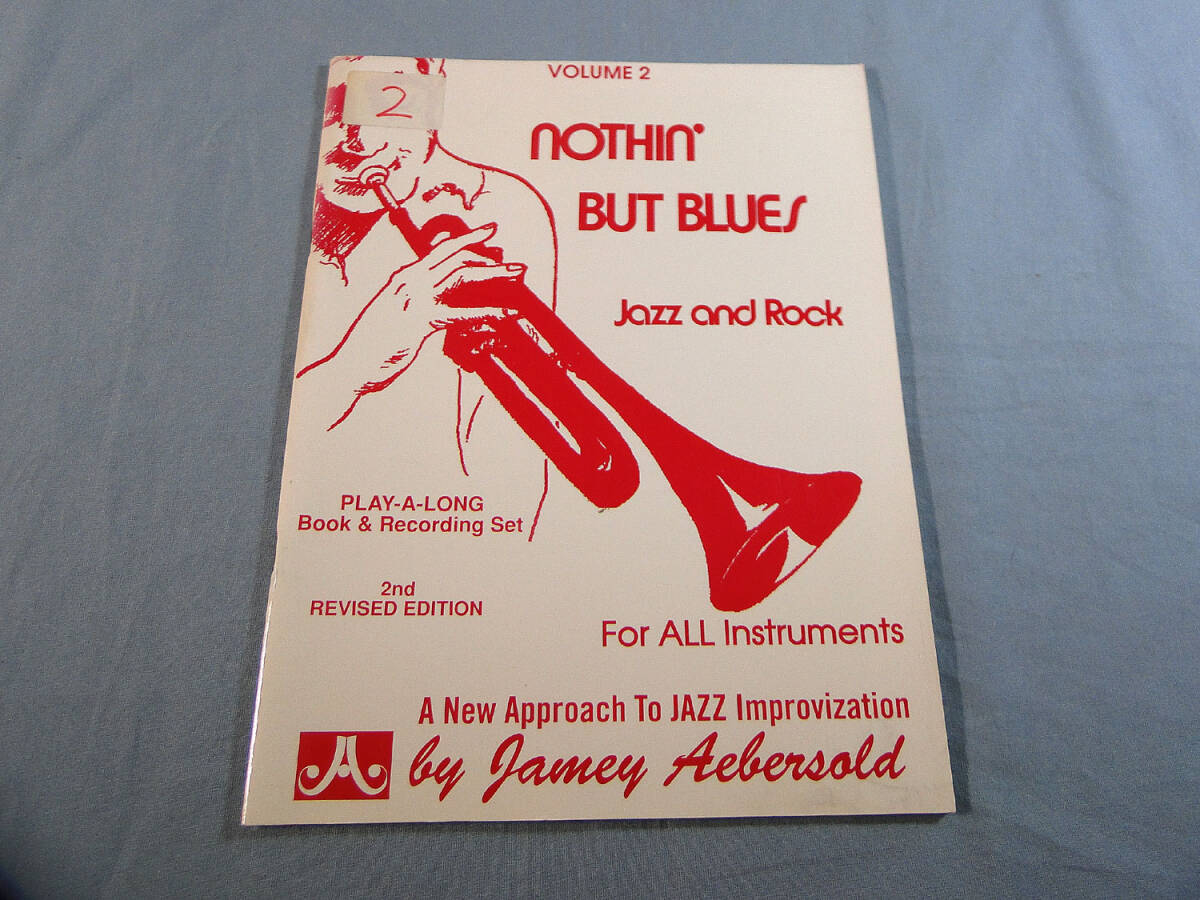 VOLUME 2
2
NOTHIN'
BUT BLUES
Jazz and Rock
PLAY-A-LONG
Book & Recording Set
2nd
REVISED EDITION
For ALL Instruments
A New Approach To JAZZ Improvization
by Jamey Aebersold